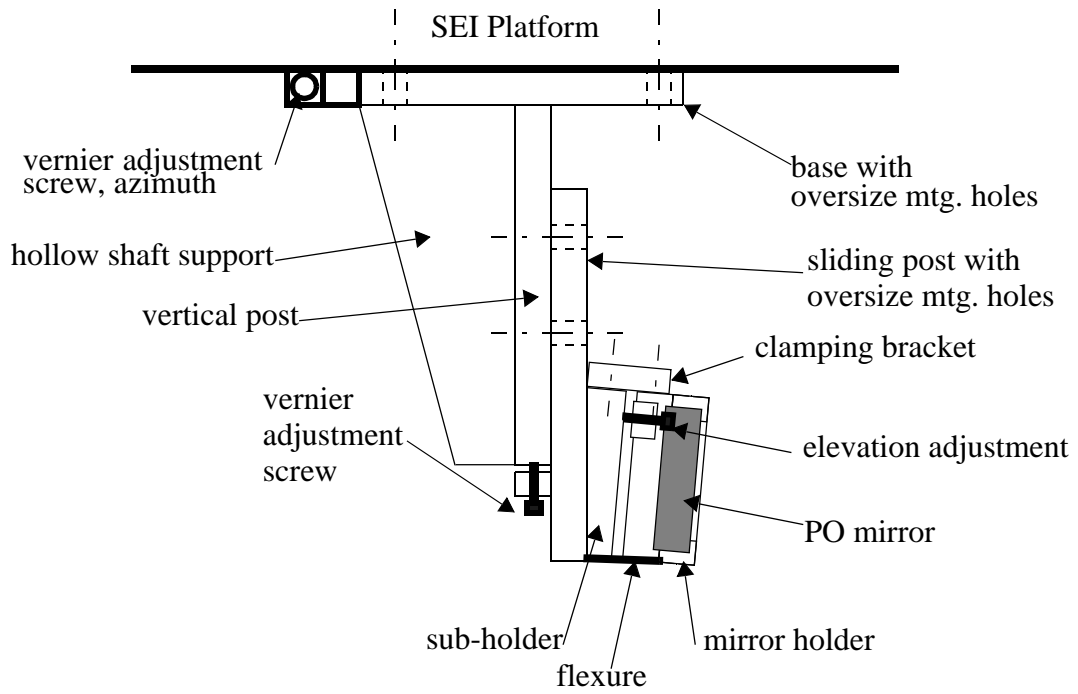 SEI Platform
vernier adjustment
screw, azimuth
base with
oversize mtg. holes
hollow shaft support
sliding post with
oversize mtg. holes
vertical post
clamping bracket
vernier
adjustment
screw
elevation adjustment
PO mirror
sub-holder
mirror holder
flexure